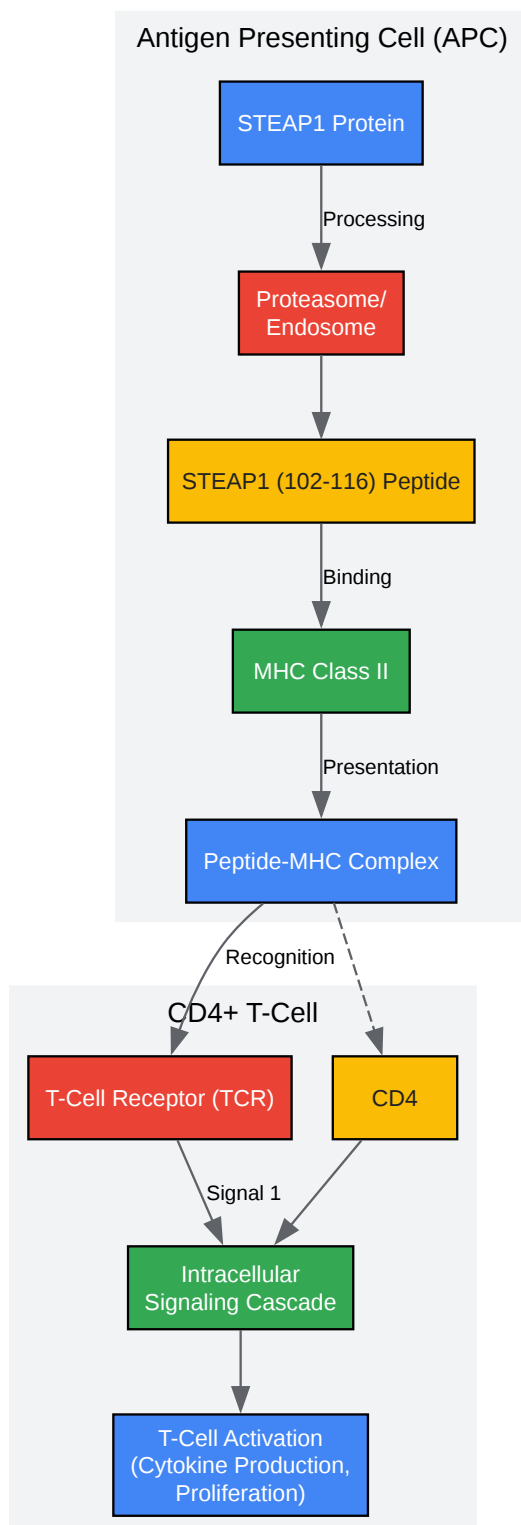 Antigen Presenting Cell (APC)
STEAP1 Protein
Processing
Proteasome/
Endosome
STEAP1 (102-116) Peptide
Binding
MHC Class II
Presentation
Peptide-MHC Complex
Recognition
CD4+ T-Cell
T-Cell Receptor (TCR)
CD4
Signal 1
Intracellular
Signaling Cascade
T-Cell Activation
(Cytokine Production,
Proliferation)